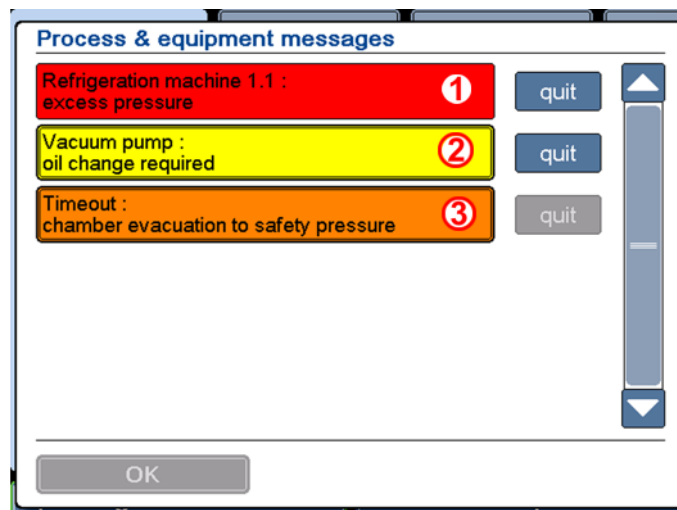 Process & equipment messages
Refrigeration machine 1.1 :
excess pressure
1
quit
Vacuum pump :
oil change required
2
quit
Timeout :
chamber evacuation to safety pressure
3
quit
OK